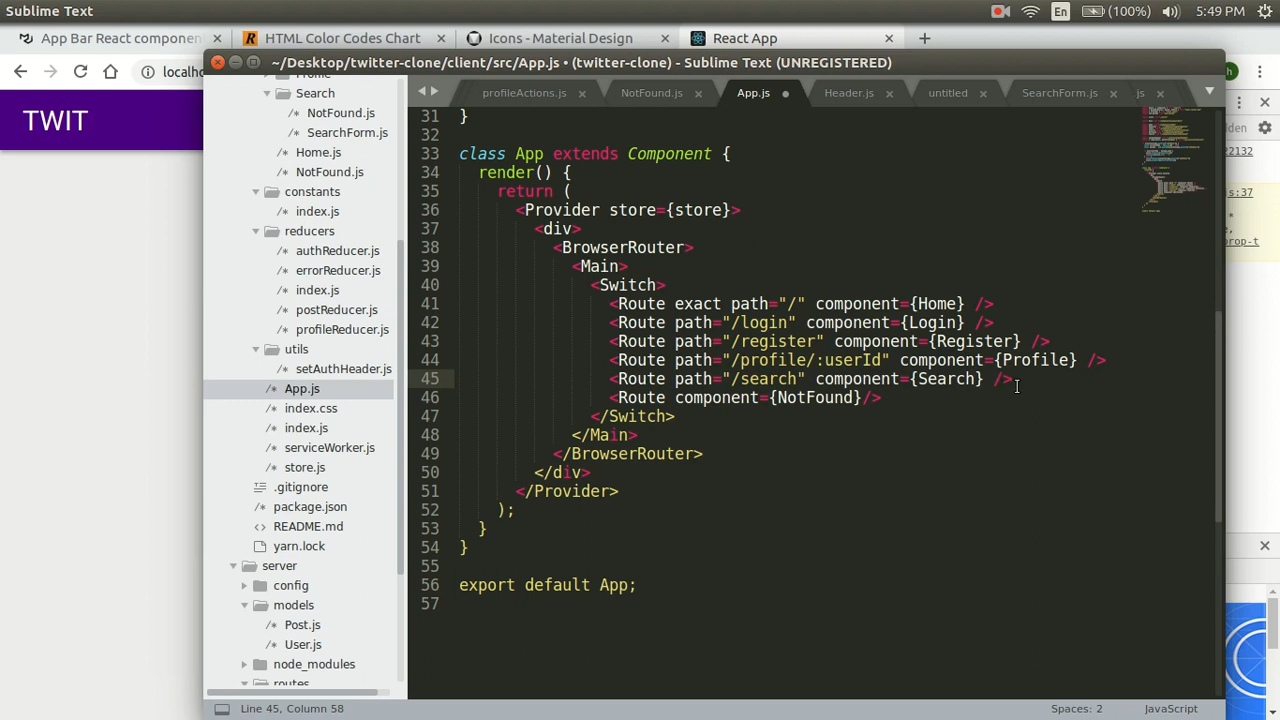 Sublime Text
En
(100%)
5:49 PM
App Bar React componen
HTML Color Codes Chart
Icons - Material Design
React App
localho
~/Desktop/twitter-clone/client/src/App.js • (twitter-clone) - Sublime Text (UNREGISTERED)
TWIT
Search
NotFound.js
SearchForm.js
Home.js
NotFound.js
constants
index.js
reducers
authReducer.js
errorReducer.js
index.js
postReducer.js
profileReducer.js
utils
setAuthHeader.js
App.js
index.css
index.js
serviceWorker.js
store.js
.gitignore
package.json
README.md
yarn.lock
server
config
models
Post.js
User.js
node_modules
routes
profileActions.js
NotFound.js
App.js
Header.js
untitled
SearchForm.js
js
31 }
32
33 class App extends Component {
34 render() {
35 return (
36 <Provider store={store}>
37 <div>
38 <BrowserRouter>
39 <Main>
40 <Switch>
41 <Route exact path="/" component={Home} />
42 <Route path="/login" component={Login} />
43 <Route path="/register" component={Register} />
44 <Route path="/profile/:userId" component={Profile} />
45 <Route path="/search" component={Search} />
46 <Route component={NotFound}/>
47 </Switch>
48 </Main>
49 </BrowserRouter>
50 </div>
51 </Provider>
52 );
53 }
54 }
55
56 export default App;
57
h
dden
22132
js:37
e,
prop-t
Line 45, Column 58
Spaces: 2
JavaScript